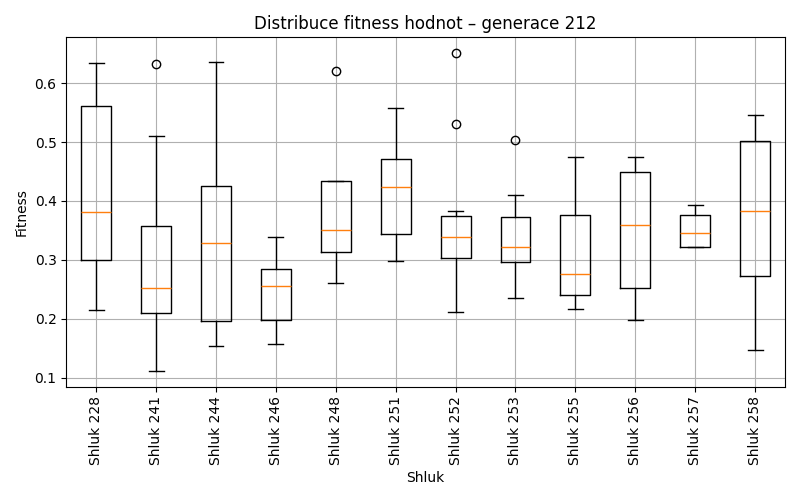 Distribuce fitness hodnot – generace 212
Fitness
0.6
0.5
0.4
0.3
0.2
0.1
Shluk 228
Shluk 241
Shluk 244
Shluk 246
Shluk 248
Shluk 251
Shluk 252
Shluk 253
Shluk 255
Shluk 256
Shluk 257
Shluk 258
Shluk